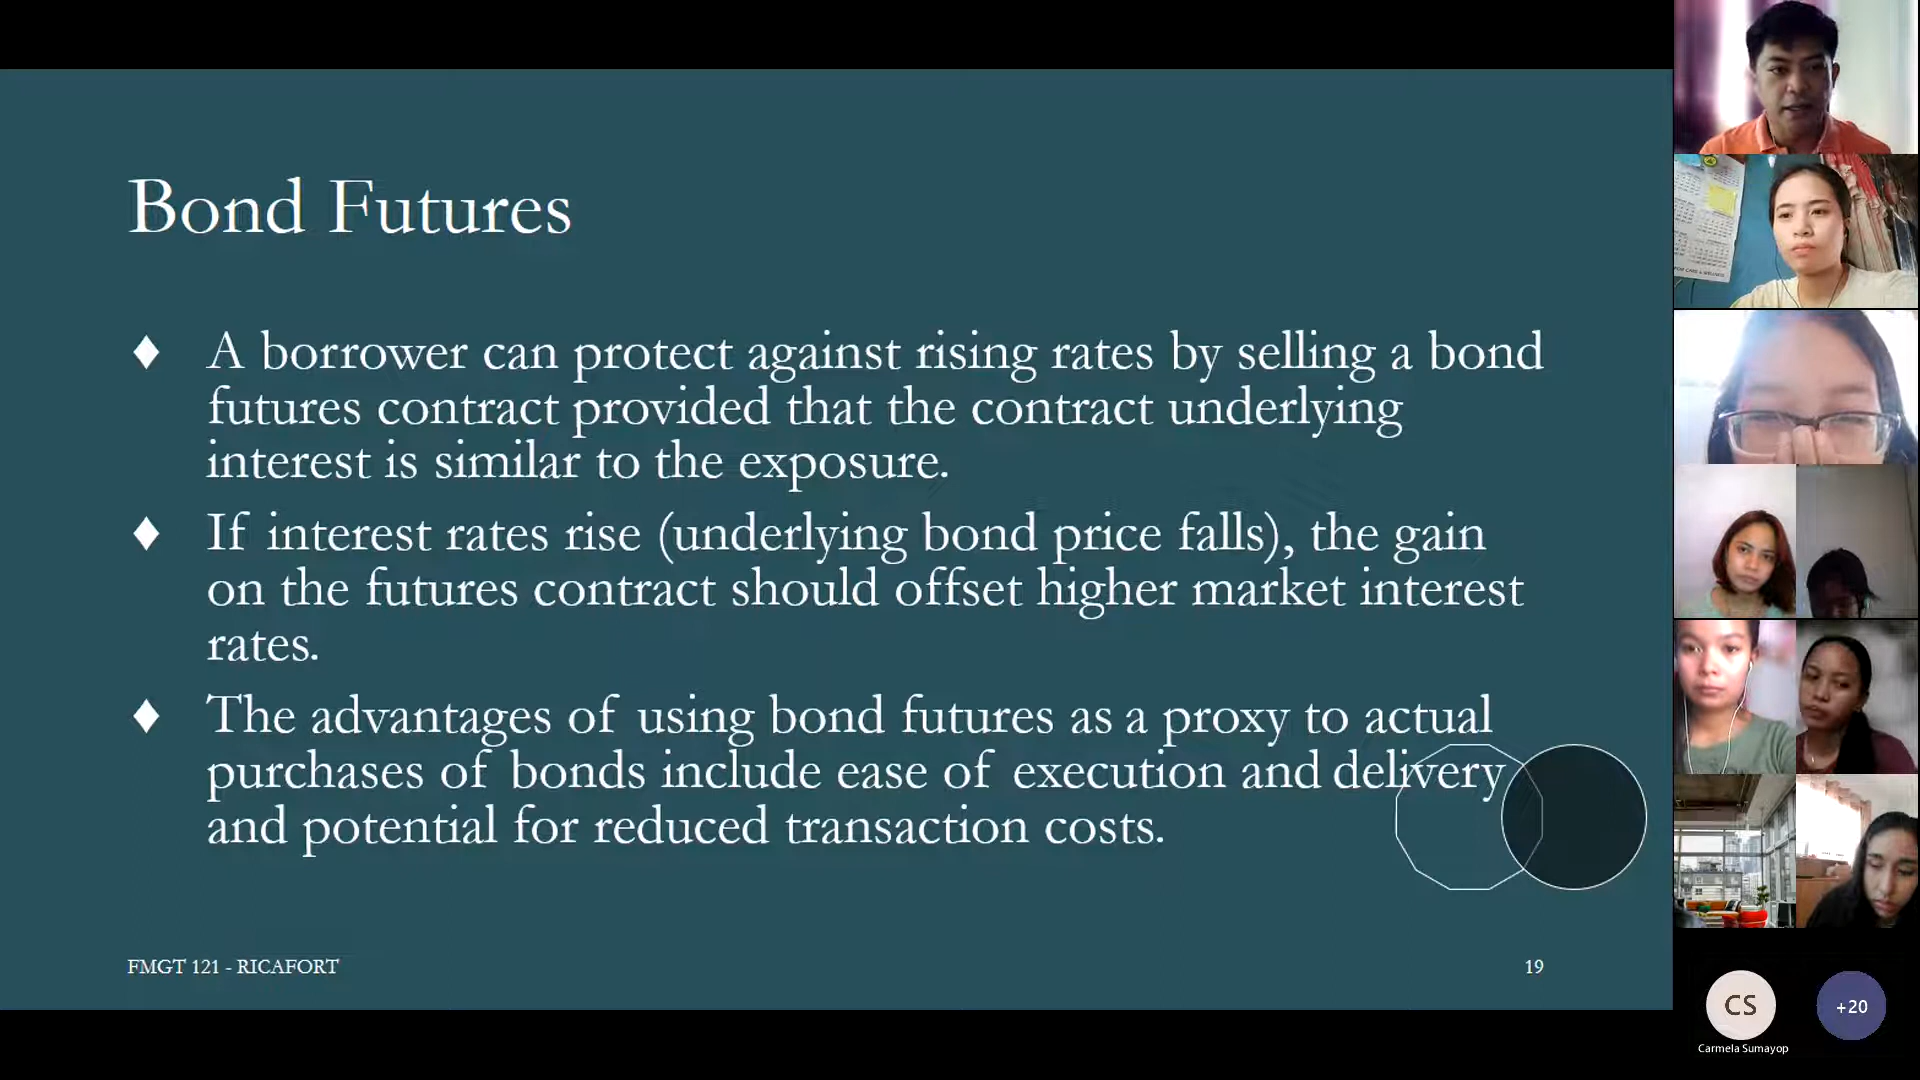 Bond Futures
♦ A borrower can protect against rising rates by selling a bond
futures contract provided that the contract underlying
interest is similar to the exposure.
♦ If interest rates rise (underlying bond price falls), the gain
on the futures contract should offset higher market interest
rates.
♦ The advantages of using bond futures as a proxy to actual
purchases of bonds include ease of execution and delivery
and potential for reduced transaction costs.
FMGT 121 - RICAFORT
19
CS
+20
Carmela Sumayop